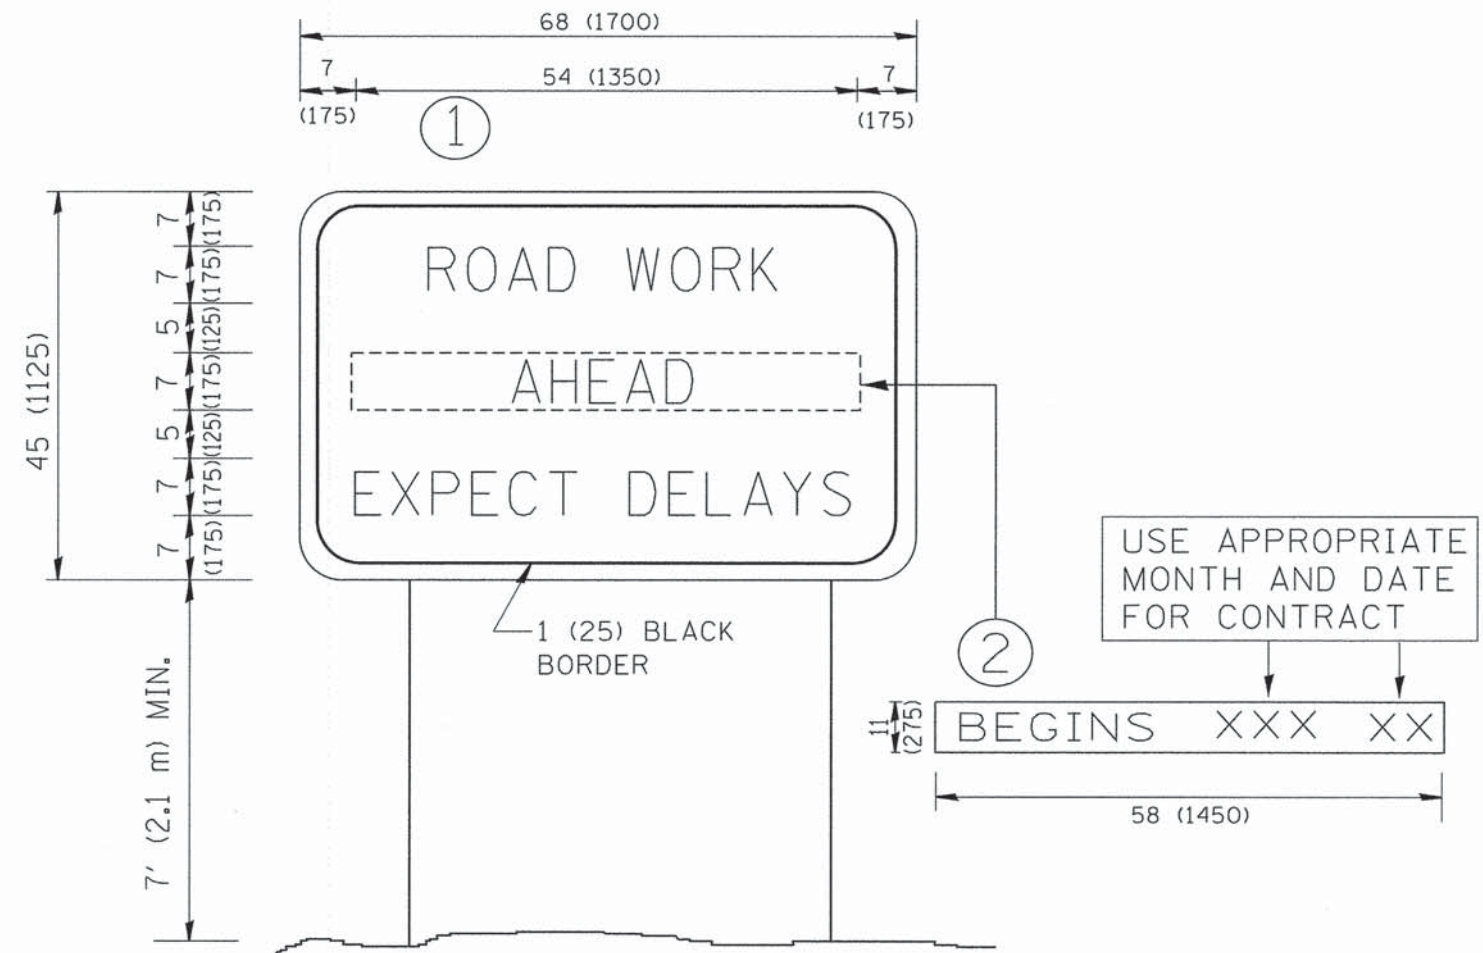 68 (1700)
7 54 (1350) 7
(175) (175)
1
45 (1125)
7 (175)
7 (175)
5 (125)
7 (175)
5 (125)
7 (175)
7 (175)
7' (2.1 m) MIN.
ROAD WORK
AHEAD
EXPECT DELAYS
1 (25) BLACK
BORDER
2
USE APPROPRIATE
MONTH AND DATE
FOR CONTRACT
11
(275)
BEGINS XXX XX
58 (1450)